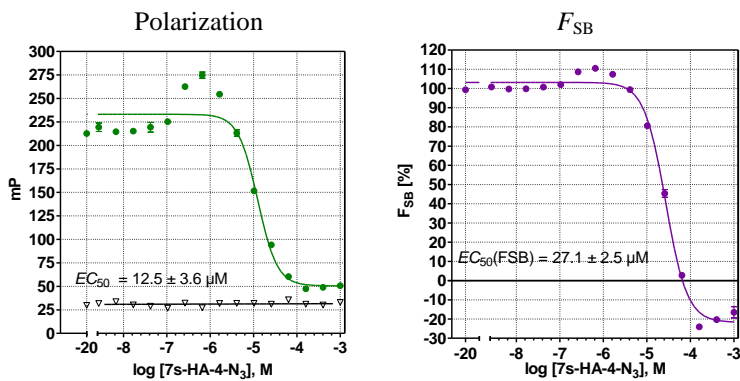 Polarization
300
275
250
225
200
175
150
125
100
75
50
25
0
mP
EC50 = 12.5 ± 3.6 µM
-20 -8 -7 -6 -5 -4 -3
log [7s-HA-4-N3], M
FSB
120
110
100
90
80
70
60
50
40
30
20
10
0
-10
-20
-30
FSB [%]
EC50(FSB) = 27.1 ± 2.5 µM
-20 -8 -7 -6 -5 -4 -3
log [7s-HA-4-N3], M